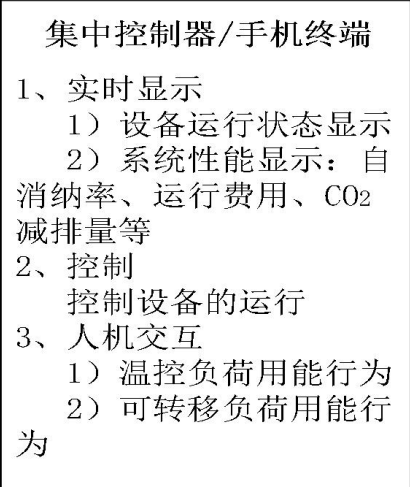 集中控制器/手机终端
1、实时显示
1）设备运行状态显示
2）系统性能显示：自
消纳率、运行费用、CO2
减排量等
2、控制
控制设备的运行
3、人机交互
1）温控负荷用能行为
2）可转移负荷用能行
为